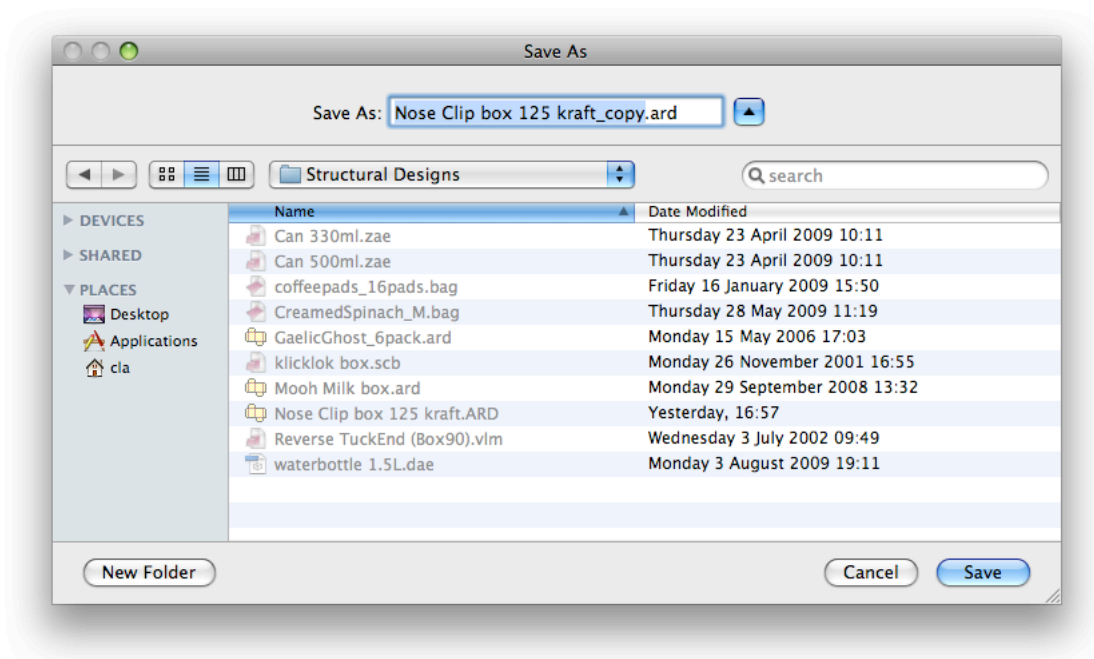 Save As
Save As: Nose Clip box 125 kraft_copy.ard
Structural Designs
search
DEVICES
SHARED
PLACES
Desktop
Applications
cla
Name Date Modified
Can 330ml.zae Thursday 23 April 2009 10:11
Can 500ml.zae Thursday 23 April 2009 10:11
coffeepads_16pads.bag Friday 16 January 2009 15:50
CreamedSpinach_M.bag Thursday 28 May 2009 11:19
GaelicGhost_6pack.ard Monday 15 May 2006 17:03
klicklok box.scb Monday 26 November 2001 16:55
Mooh Milk box.ard Monday 29 September 2008 13:32
Nose Clip box 125 kraft.ARD Yesterday, 16:57
Reverse TuckEnd (Box90).vlm Wednesday 3 July 2002 09:49
waterbottle 1.5L.dae Monday 3 August 2009 19:11
New Folder Cancel Save